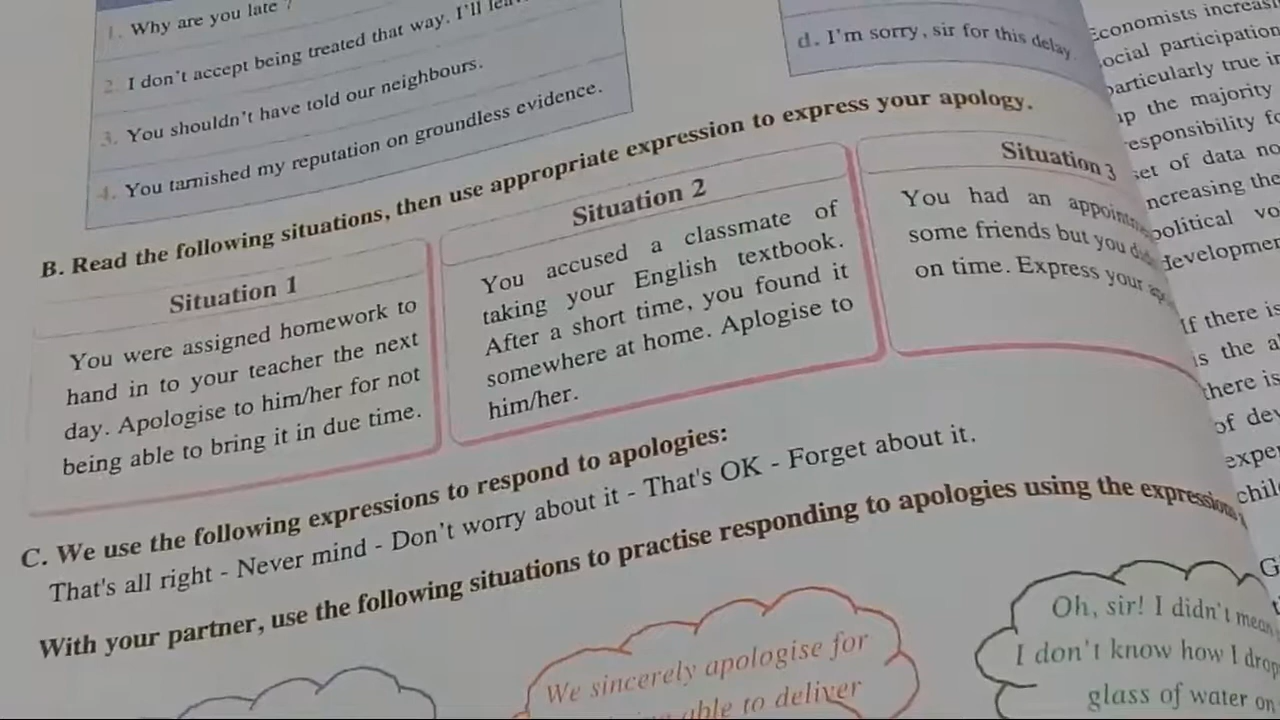 1. Why are you late ?
2. I don't accept being treated that way. I'll
3. You shouldn't have told our neighbours.
4. You tarnished my reputation on groundless evidence.
d. I'm sorry, sir for this delay.
B. Read the following situations, then use appropriate expression to express your apology.
Situation 1
You were assigned homework to
hand in to your teacher the next
day. Apologise to him/her for not
being able to bring it in due time.
Situation 2
You accused a classmate of
taking your English textbook.
After a short time, you found it
somewhere at home. Aplogise to
him/her.
Situation 3
You had an
some friends but you
on time. Express your
C. We use the following expressions to respond to apologies:
That's all right - Never mind - Don't worry about it - That's OK - Forget about it.
With your partner, use the following situations to practise responding to apologies using the
We sincerely apologise for
able to deliver
Oh, sir! I didn't
I don't know how I
glass of water on
Economists
social participation
particularly true
the majority
responsibility
set of data
increasing the
political
If there is
is the
there is
of